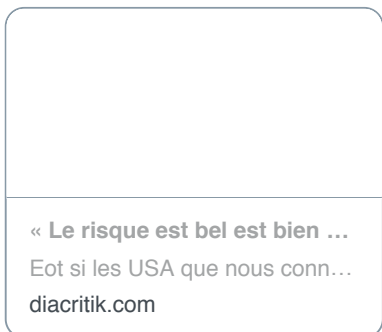 « Le risque est bel est bien …
Eot si les USA que nous conn…
diacritik.com